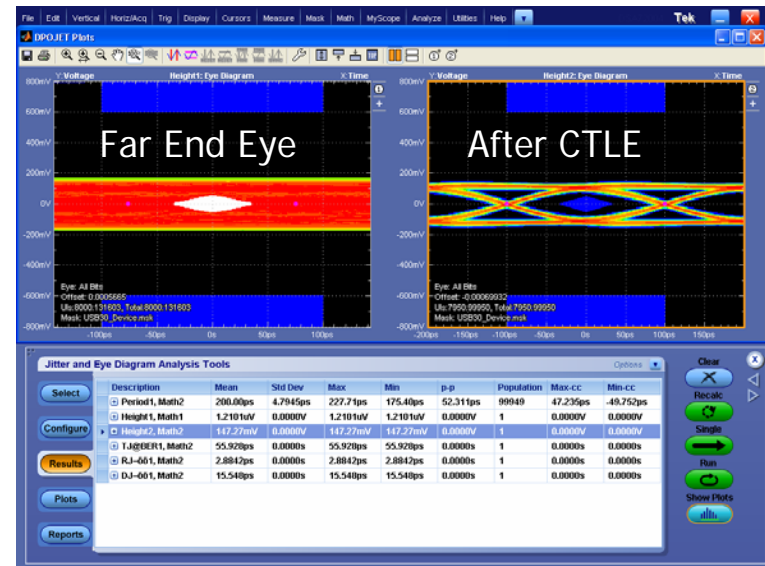 File Edit Vertical Horiz/Acq Trig Display Cursors Measure Mask Math MyScope Analyze Utilities Help Tek
DPOJET Plots
Y:Voltage Height1: Eye Diagram X:Time
800mV
600mV
400mV
200mV
0V
-200mV
-400mV
-600mV
-800mV
Far End Eye
Eye: All Bits
Offset: 0.0005665
UIs:8000:131603, Total:8000:131603
Mask: USB30_Device.msk
-100ps -50ps 0s 50ps 100ps
1
Y:Voltage Height2: Eye Diagram X:Time
800mV
600mV
400mV
200mV
0V
-200mV
-400mV
-600mV
-800mV
After CTLE
Eye: All Bits
Offset: -0.00069932
UIs:7950:99950, Total:7950:99950
Mask: USB30_Device.msk
-200ps -150ps -100ps -50ps 0s 50ps 100ps 150ps
2
Jitter and Eye Diagram Analysis Tools Options
Select
Configure
Results
Plots
Reports
Description Mean Std Dev Max Min p-p Population Max-cc Min-cc
Period1, Math2 200.00ps 4.7945ps 227.71ps 175.40ps 52.311ps 99949 47.235ps -49.752ps
Height1, Math1 1.2101uV 0.0000V 1.2101uV 1.2101uV 0.0000V 1 0.0000V 0.0000V
Height2, Math2 147.27mV 0.0000V 147.27mV 147.27mV 0.0000V 1 0.0000V 0.0000V
TJ@BER1, Math2 55.928ps 0.0000s 55.928ps 55.928ps 0.0000s 1 0.0000s 0.0000s
RJ-δδ1, Math2 2.8842ps 0.0000s 2.8842ps 2.8842ps 0.0000s 1 0.0000s 0.0000s
DJ-δδ1, Math2 15.548ps 0.0000s 15.548ps 15.548ps 0.0000s 1 0.0000s 0.0000s
Clear
Recalc
Single
Run
Show Plots